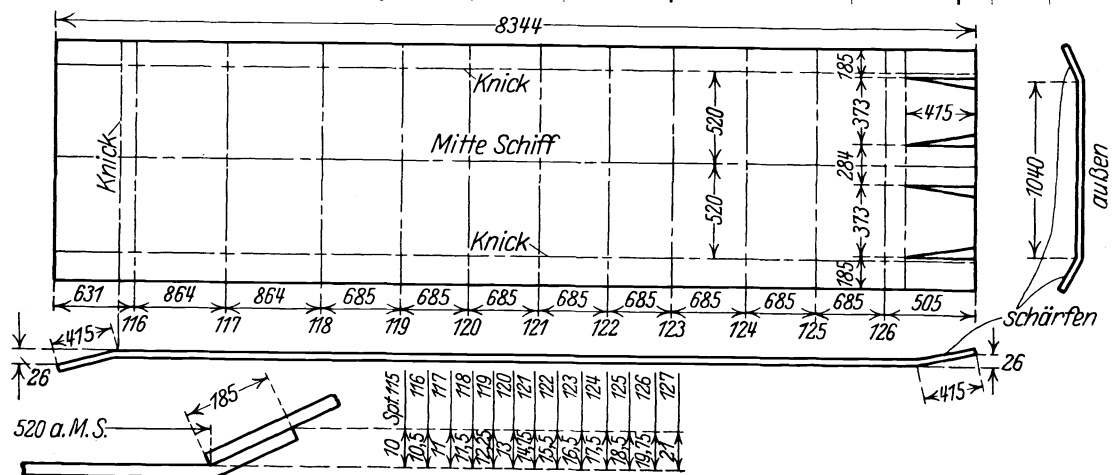 8344
Knick
185
Knick
Mitte Schiff
520
373
415
284
520
373
1040
außen
Knick
185
631 864 864 685 685 685 685 685 685 685 685 505
116 117 118 119 120 121 122 123 124 125 126
schärfen
415
26
26
415
185
520 a.M.S.
Spt 115 116 117 118 119 120 121 122 123 124 125 126 127
10 10,5 11 11,5 12,25 13 14,75 15,5 16,5 17,5 18,5 19,75 21